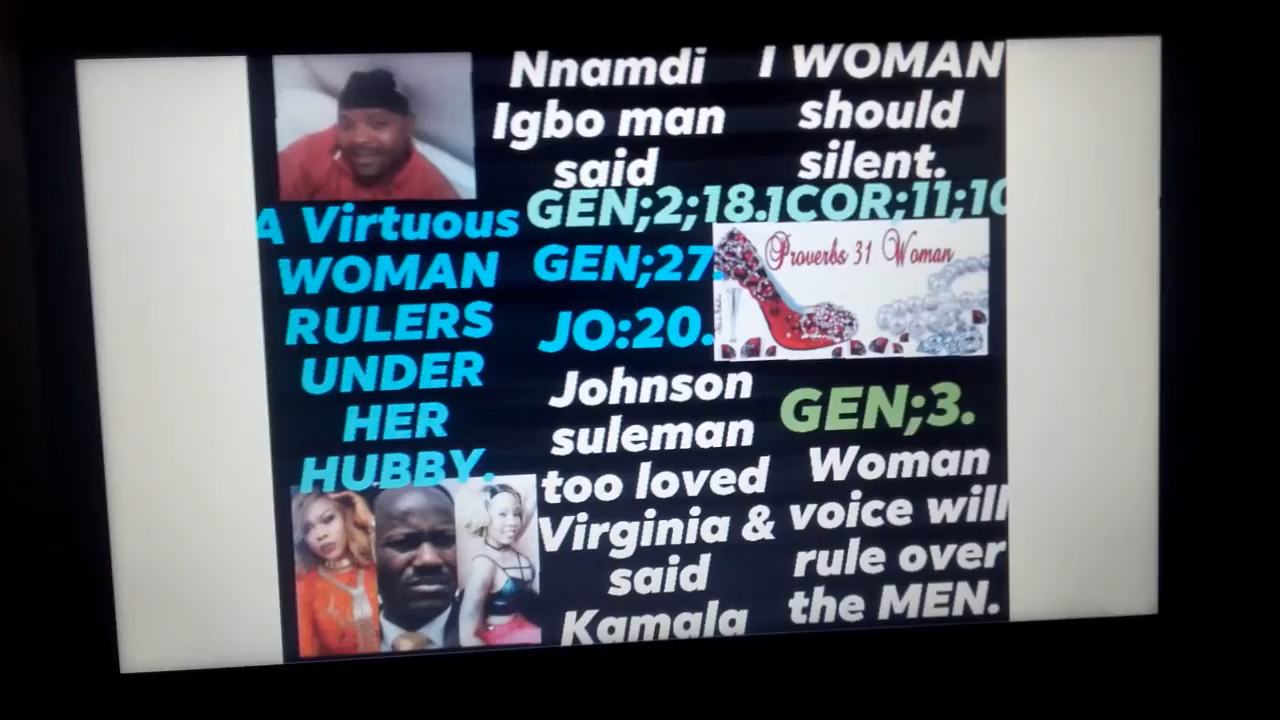 Nnamdi
Igbo man
said
I WOMAN
should
silent.
GEN;2;18.1COR;11;10
A Virtuous
WOMAN
RULERS
UNDER
HER
HUBBY.
GEN;27.
JO:20.
Proverbs 31 Woman
Johnson
suleman
too loved
Virginia &
said
Kamala
GEN;3.
Woman
voice will
rule over
the MEN.